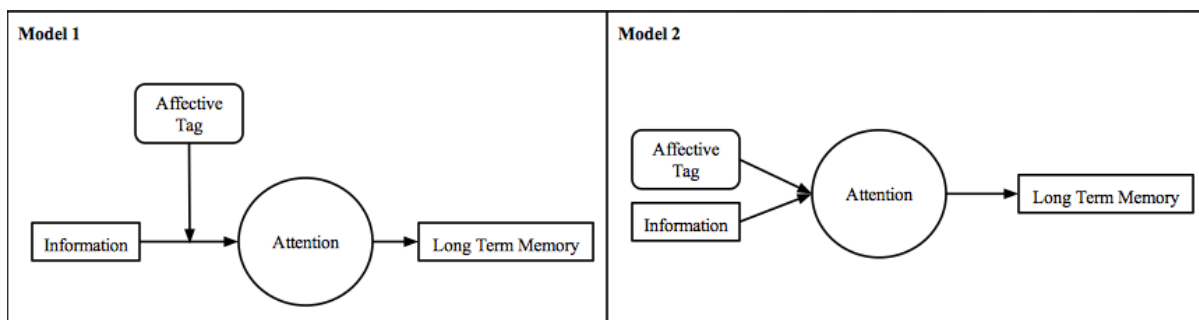 Model 1
Affective
Tag
Information
Attention
Long Term Memory
Model 2
Affective
Tag
Information
Attention
Long Term Memory